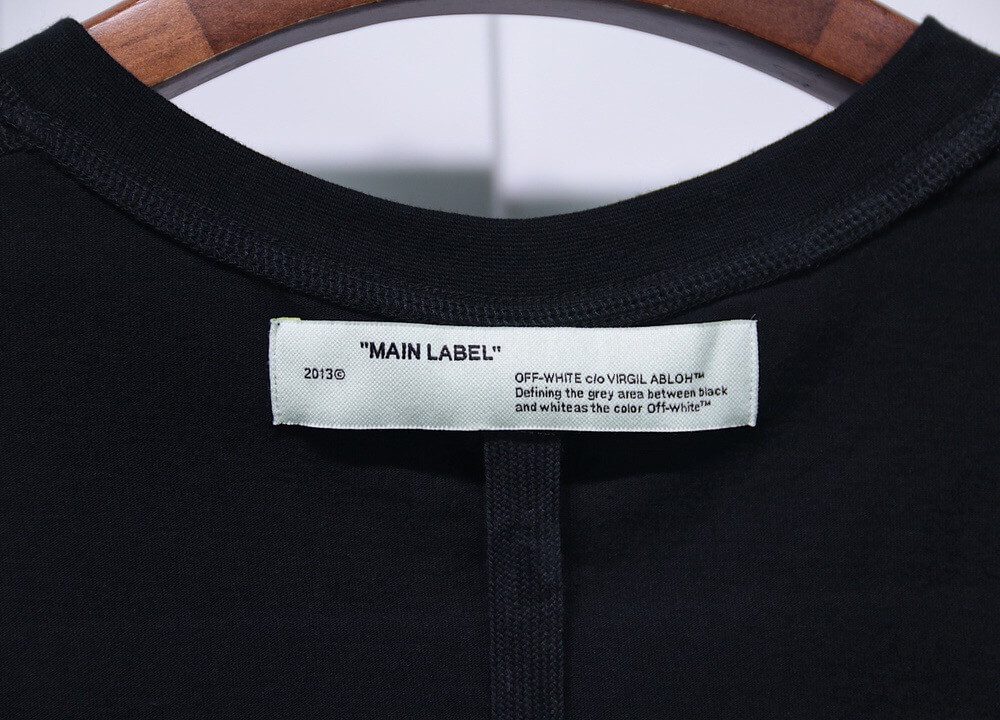 "MAIN LABEL"
2013©
OFF-WHITE c/o VIRGIL ABLOH™
Defining the grey area between black
and whiteas the color Off-White™